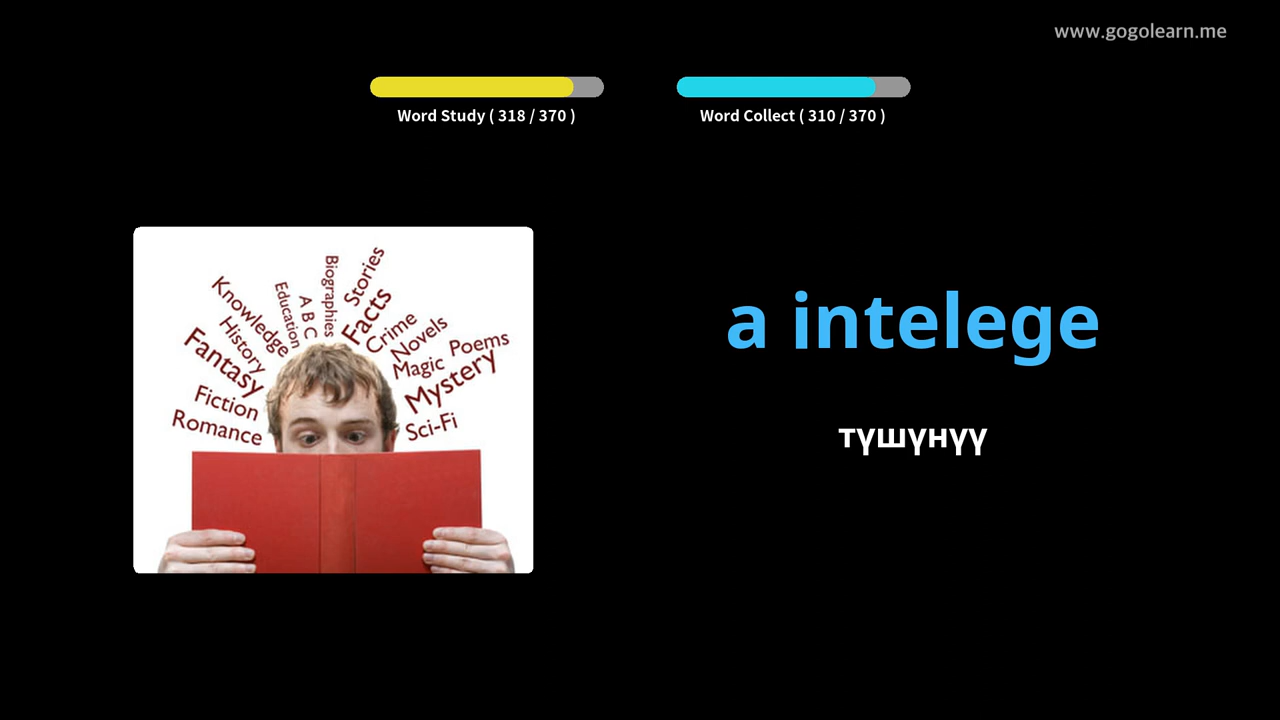 www.gogolearn.me
Word Study ( 318 / 370 )
Word Collect ( 310 / 370 )
Biographies
Stories
Knowledge
Education
A B C
Facts
History
Crime
Novels
Fantasy
Magic
Poems
Mystery
Fiction
Romance
Sci-Fi
a intelege
түшүнүү